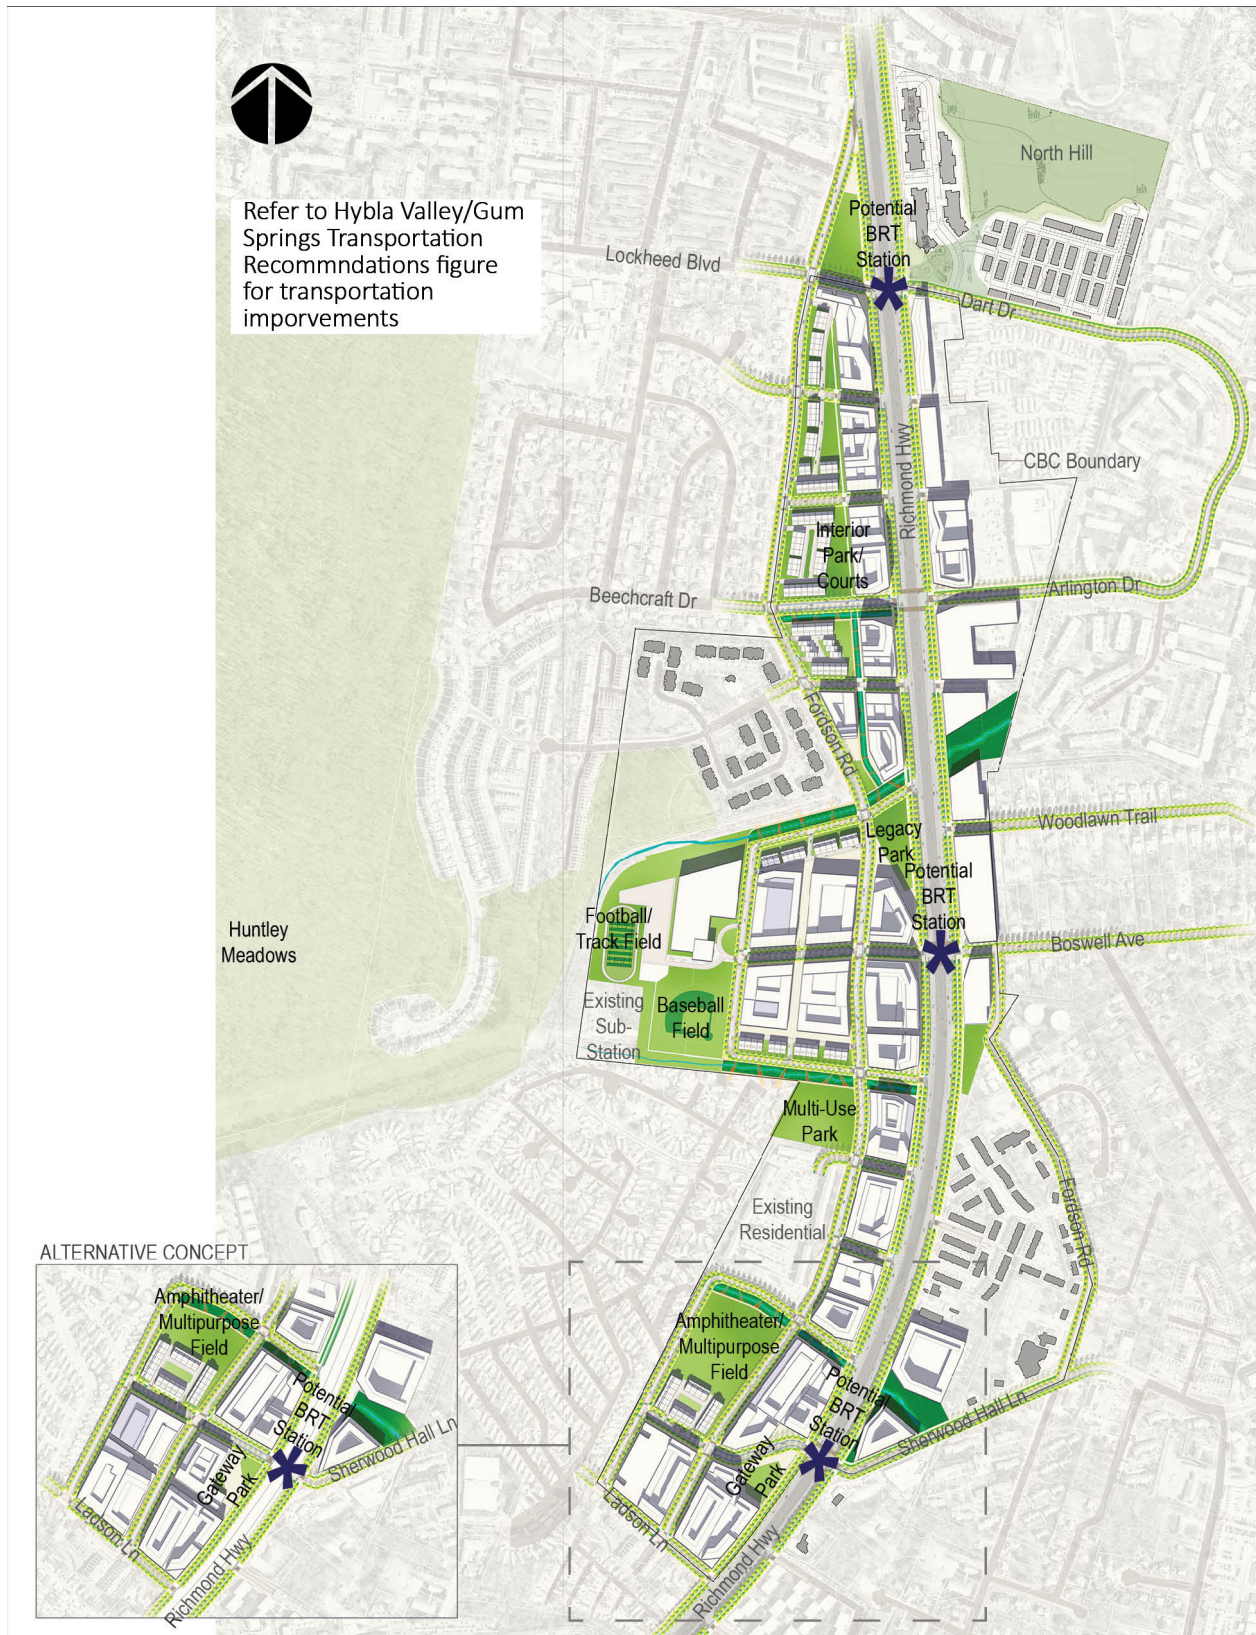 North Hill
Potential
BRT
Station
Refer to Hybla Valley/Gum
Springs Transportation
Recommndations figure
for transportation
imporvements
Lockheed Blvd
Dart Dr
Richmond Hwy
CBC Boundary
Interior
Park/
Courts
Beechcraft Dr
Arlington Dr
Fordson Rd
Legacy
Park
Woodlawn Trail
Potential
BRT
Station
Football/
Track Field
Huntley
Meadows
Boswell Ave
Existing
Sub-
Station
Baseball
Field
Multi-Use
Park
Existing
Residential
Fordson Rd
ALTERNATIVE CONCEPT
Amphitheater/
Multipurpose
Field
Potential
BRT
Station
Gateway
Park
Sherwood Hall Ln
Ladson Ln
Richmond Hwy
Amphitheater/
Multipurpose
Field
Potential
BRT
Station
Gateway
Park
Sherwood Hall Ln
Ladson Ln
Richmond Hwy